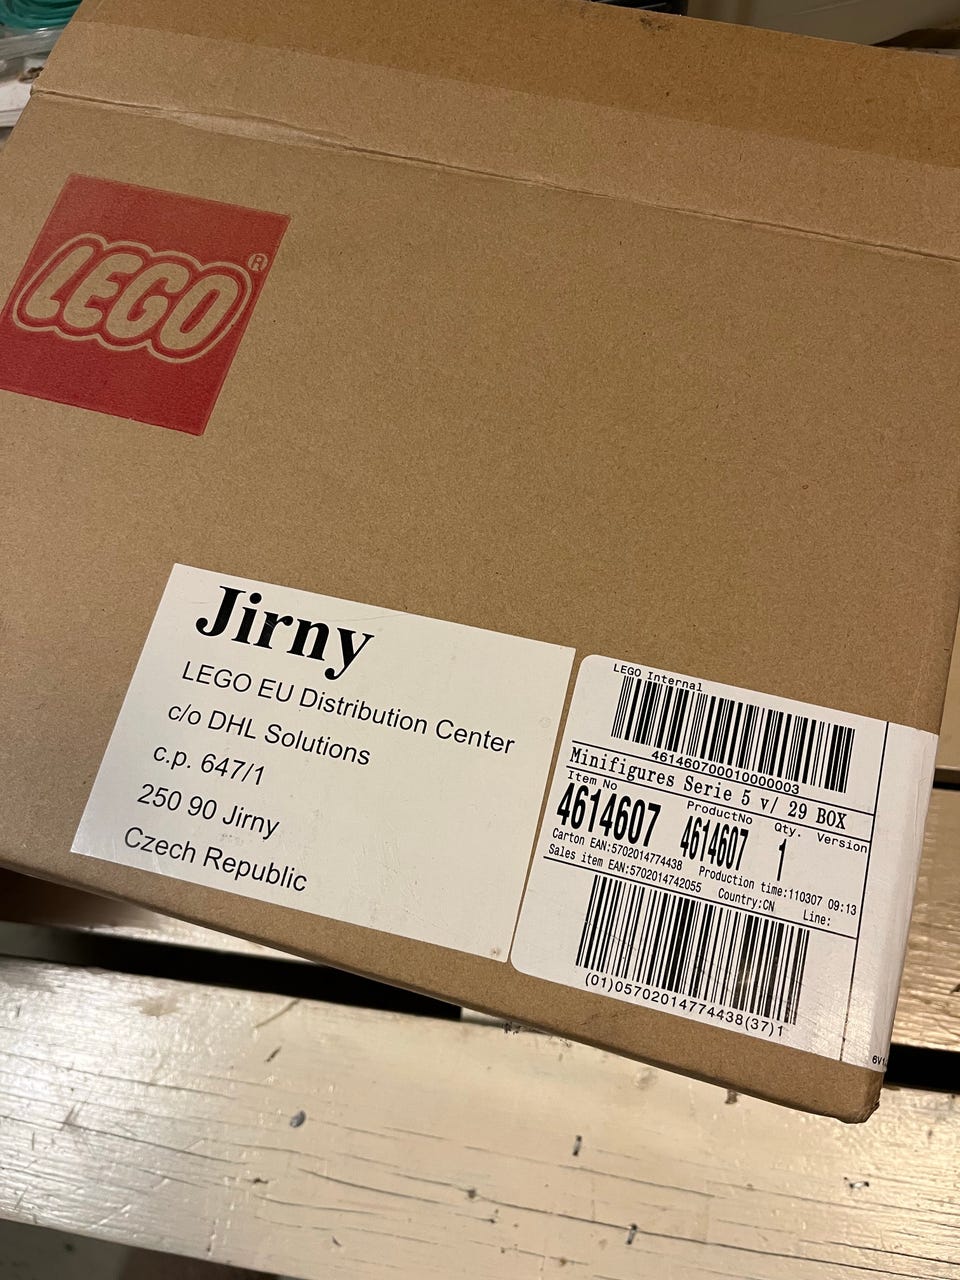 LEGO®
Jirny
LEGO EU Distribution Center
c/o DHL Solutions
c.p. 647/1
250 90 Jirny
Czech Republic
LEGO Internal
461460700010000003
Minifigures Serie 5 v/ 29 BOX
Item No ProductNo Qty. Version
4614607 4614607 1
Carton EAN:5702014774438 Production time:110307 09:13
Sales item EAN:5702014742055 Country:CN Line:
(01)05702014774438(37)1